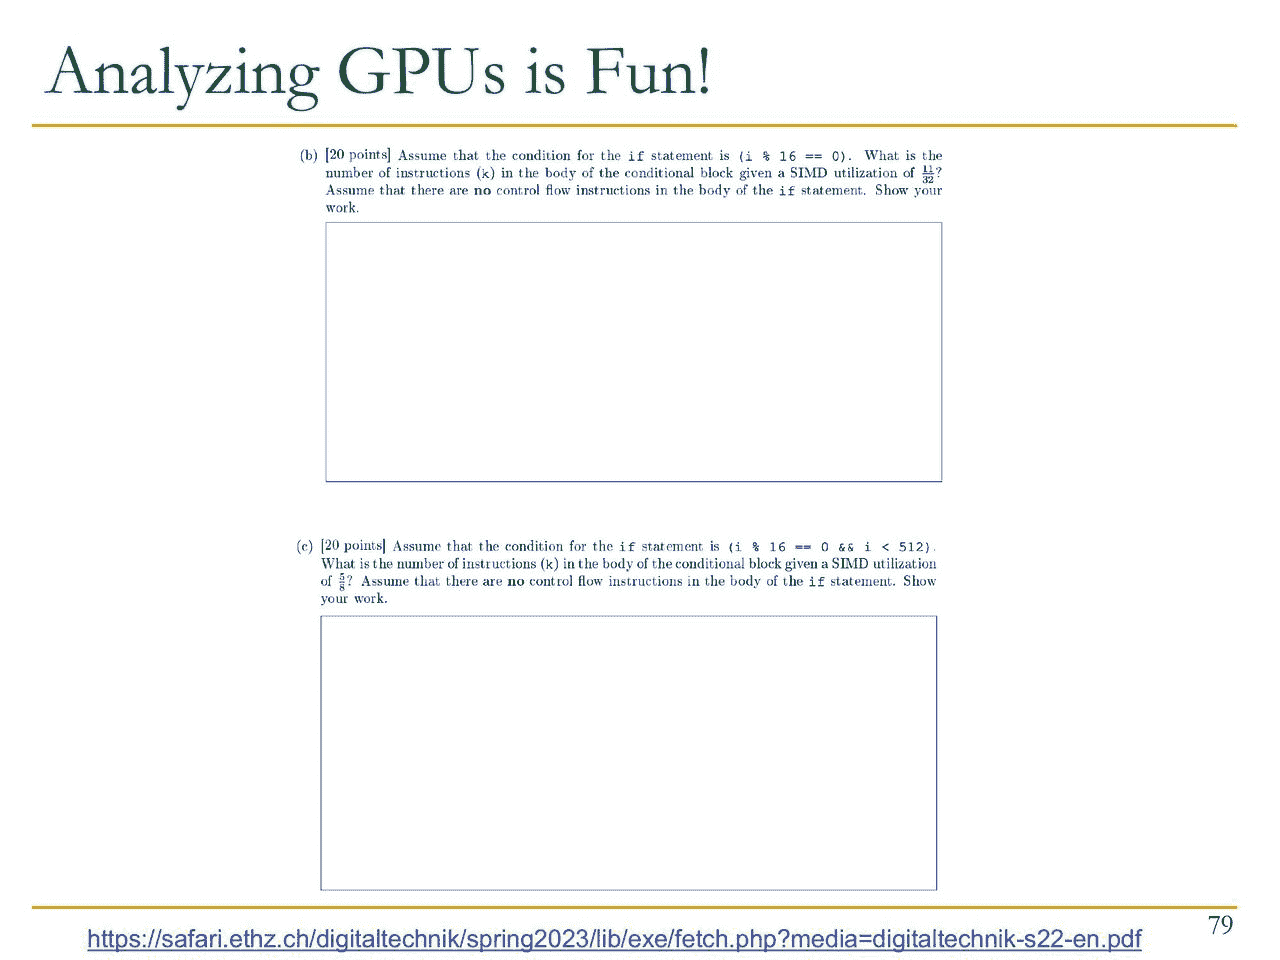 Analyzing GPUs is Fun!
(b) [20 points] Assume that the condition for the if statement is (i % 16 == 0). What is the
number of instructions (k) in the body of the conditional block given a SIMD utilization of 11/32?
Assume that there are no control flow instructions in the body of the if statement. Show your
work.
(c) [20 points] Assume that the condition for the if statement is (i % 16 == 0 && i < 512).
What is the number of instructions (k) in the body of the conditional block given a SIMD utilization
of 5/8? Assume that there are no control flow instructions in the body of the if statement. Show
your work.
79
https://safari.ethz.ch/digitaltechnik/spring2023/lib/exe/fetch.php?media=digitaltechnik-s22-en.pdf